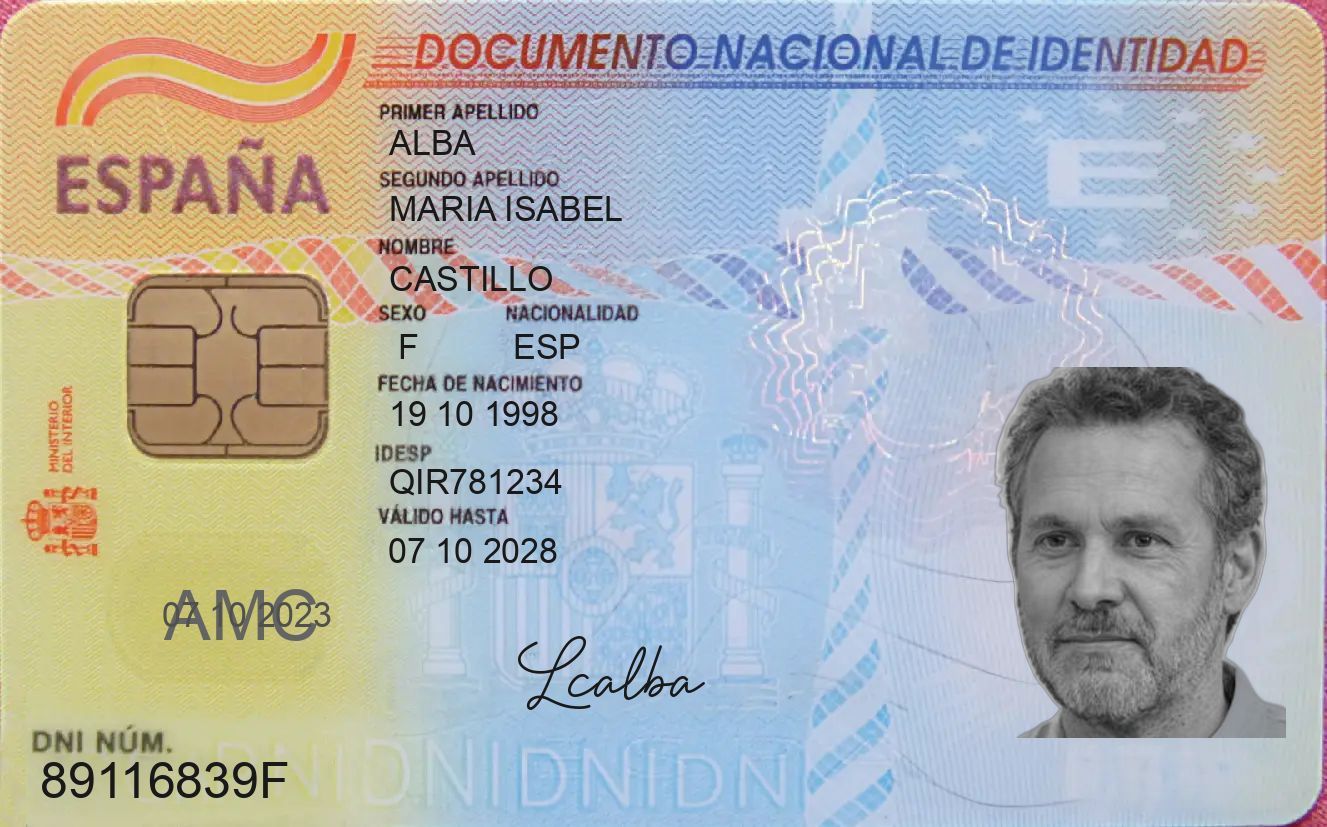 DOCUMENTO NACIONAL DE IDENTIDAD
ESPAÑA
PRIMER APELLIDO
ALBA
SEGUNDO APELLIDO
MARIA ISABEL
NOMBRE
CASTILLO
SEXO NACIONALIDAD
F ESP
FECHA DE NACIMIENTO
19 10 1998
IDESP
QIR781234
VÁLIDO HASTA
07 10 2028
MINISTERIO
DEL INTERIOR
07 10 2023
AMC
Lcalba
DNI NÚM.
89116839F
E
DNIDNIDNIDNI